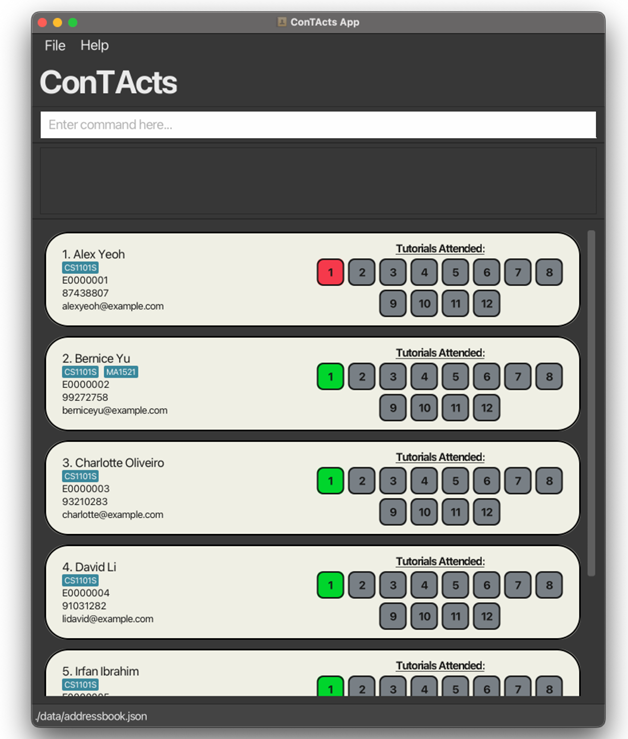 ConTActs App
File Help
ConTActs
Enter command here...
1. Alex Yeoh
CS1101S
E0000001
87438807
alexyeoh@example.com
Tutorials Attended:
1 2 3 4 5 6 7 8
9 10 11 12
2. Bernice Yu
CS1101S MA1521
E0000002
99272758
berniceyu@example.com
Tutorials Attended:
1 2 3 4 5 6 7 8
9 10 11 12
3. Charlotte Oliveiro
CS1101S
E0000003
93210283
charlotte@example.com
Tutorials Attended:
1 2 3 4 5 6 7 8
9 10 11 12
4. David Li
CS1101S
E0000004
91031282
lidavid@example.com
Tutorials Attended:
1 2 3 4 5 6 7 8
9 10 11 12
5. Irfan Ibrahim
CS1101S
Tutorials Attended:
1 2 3 4 5 6 7 8
./data/addressbook.json